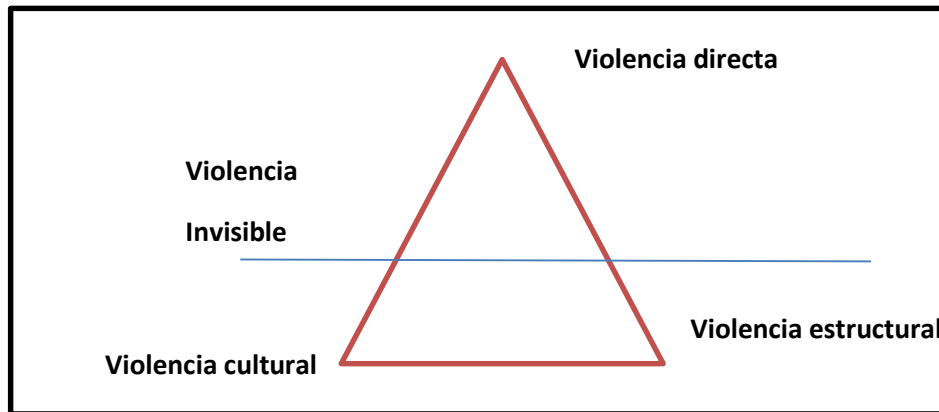 Violencia directa
Violencia
Invisible
Violencia estructural
Violencia cultural